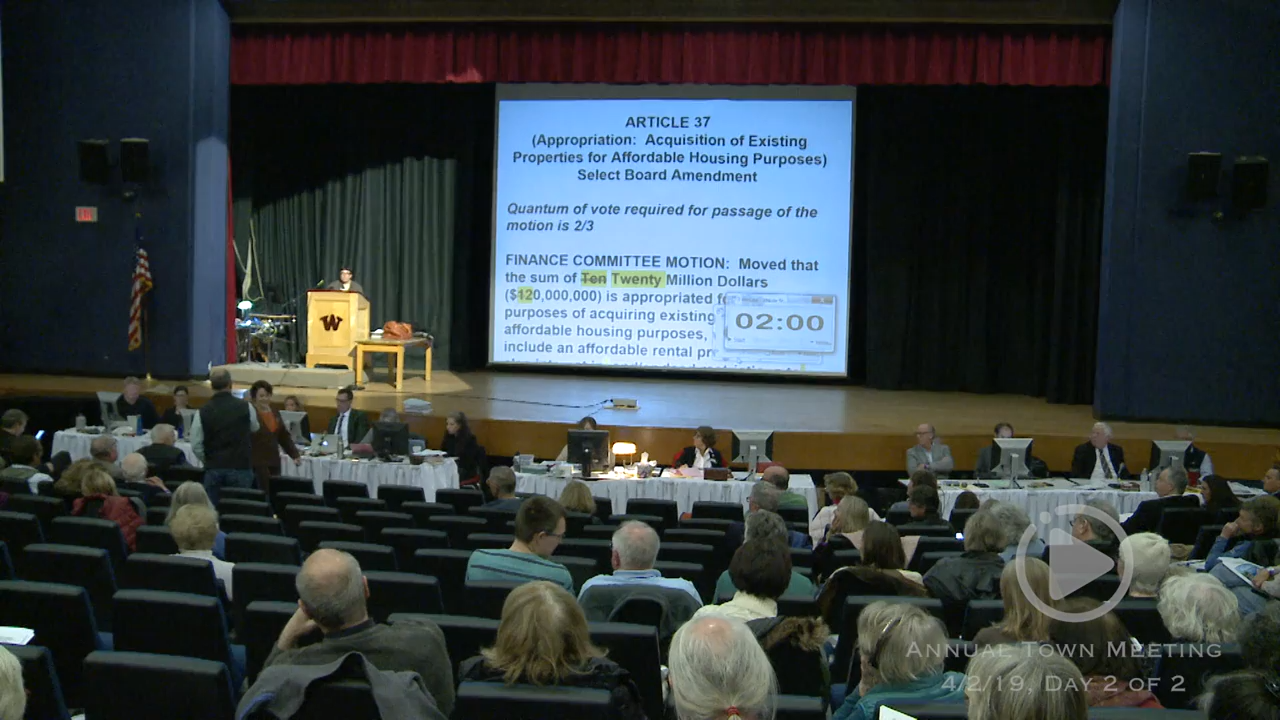 ARTICLE 37
(Appropriation: Acquisition of Existing
Properties for Affordable Housing Purposes)
Select Board Amendment
Quantum of vote required for passage of the
motion is 2/3
FINANCE COMMITTEE MOTION: Moved that
the sum of Ten Twenty Million Dollars
($120,000,000) is appropriated
purposes of acquiring existing
affordable housing purposes,
include an affordable rental
02:00
W
ANNUAL TOWN MEETING
4/2/19, DAY 2 OF 2